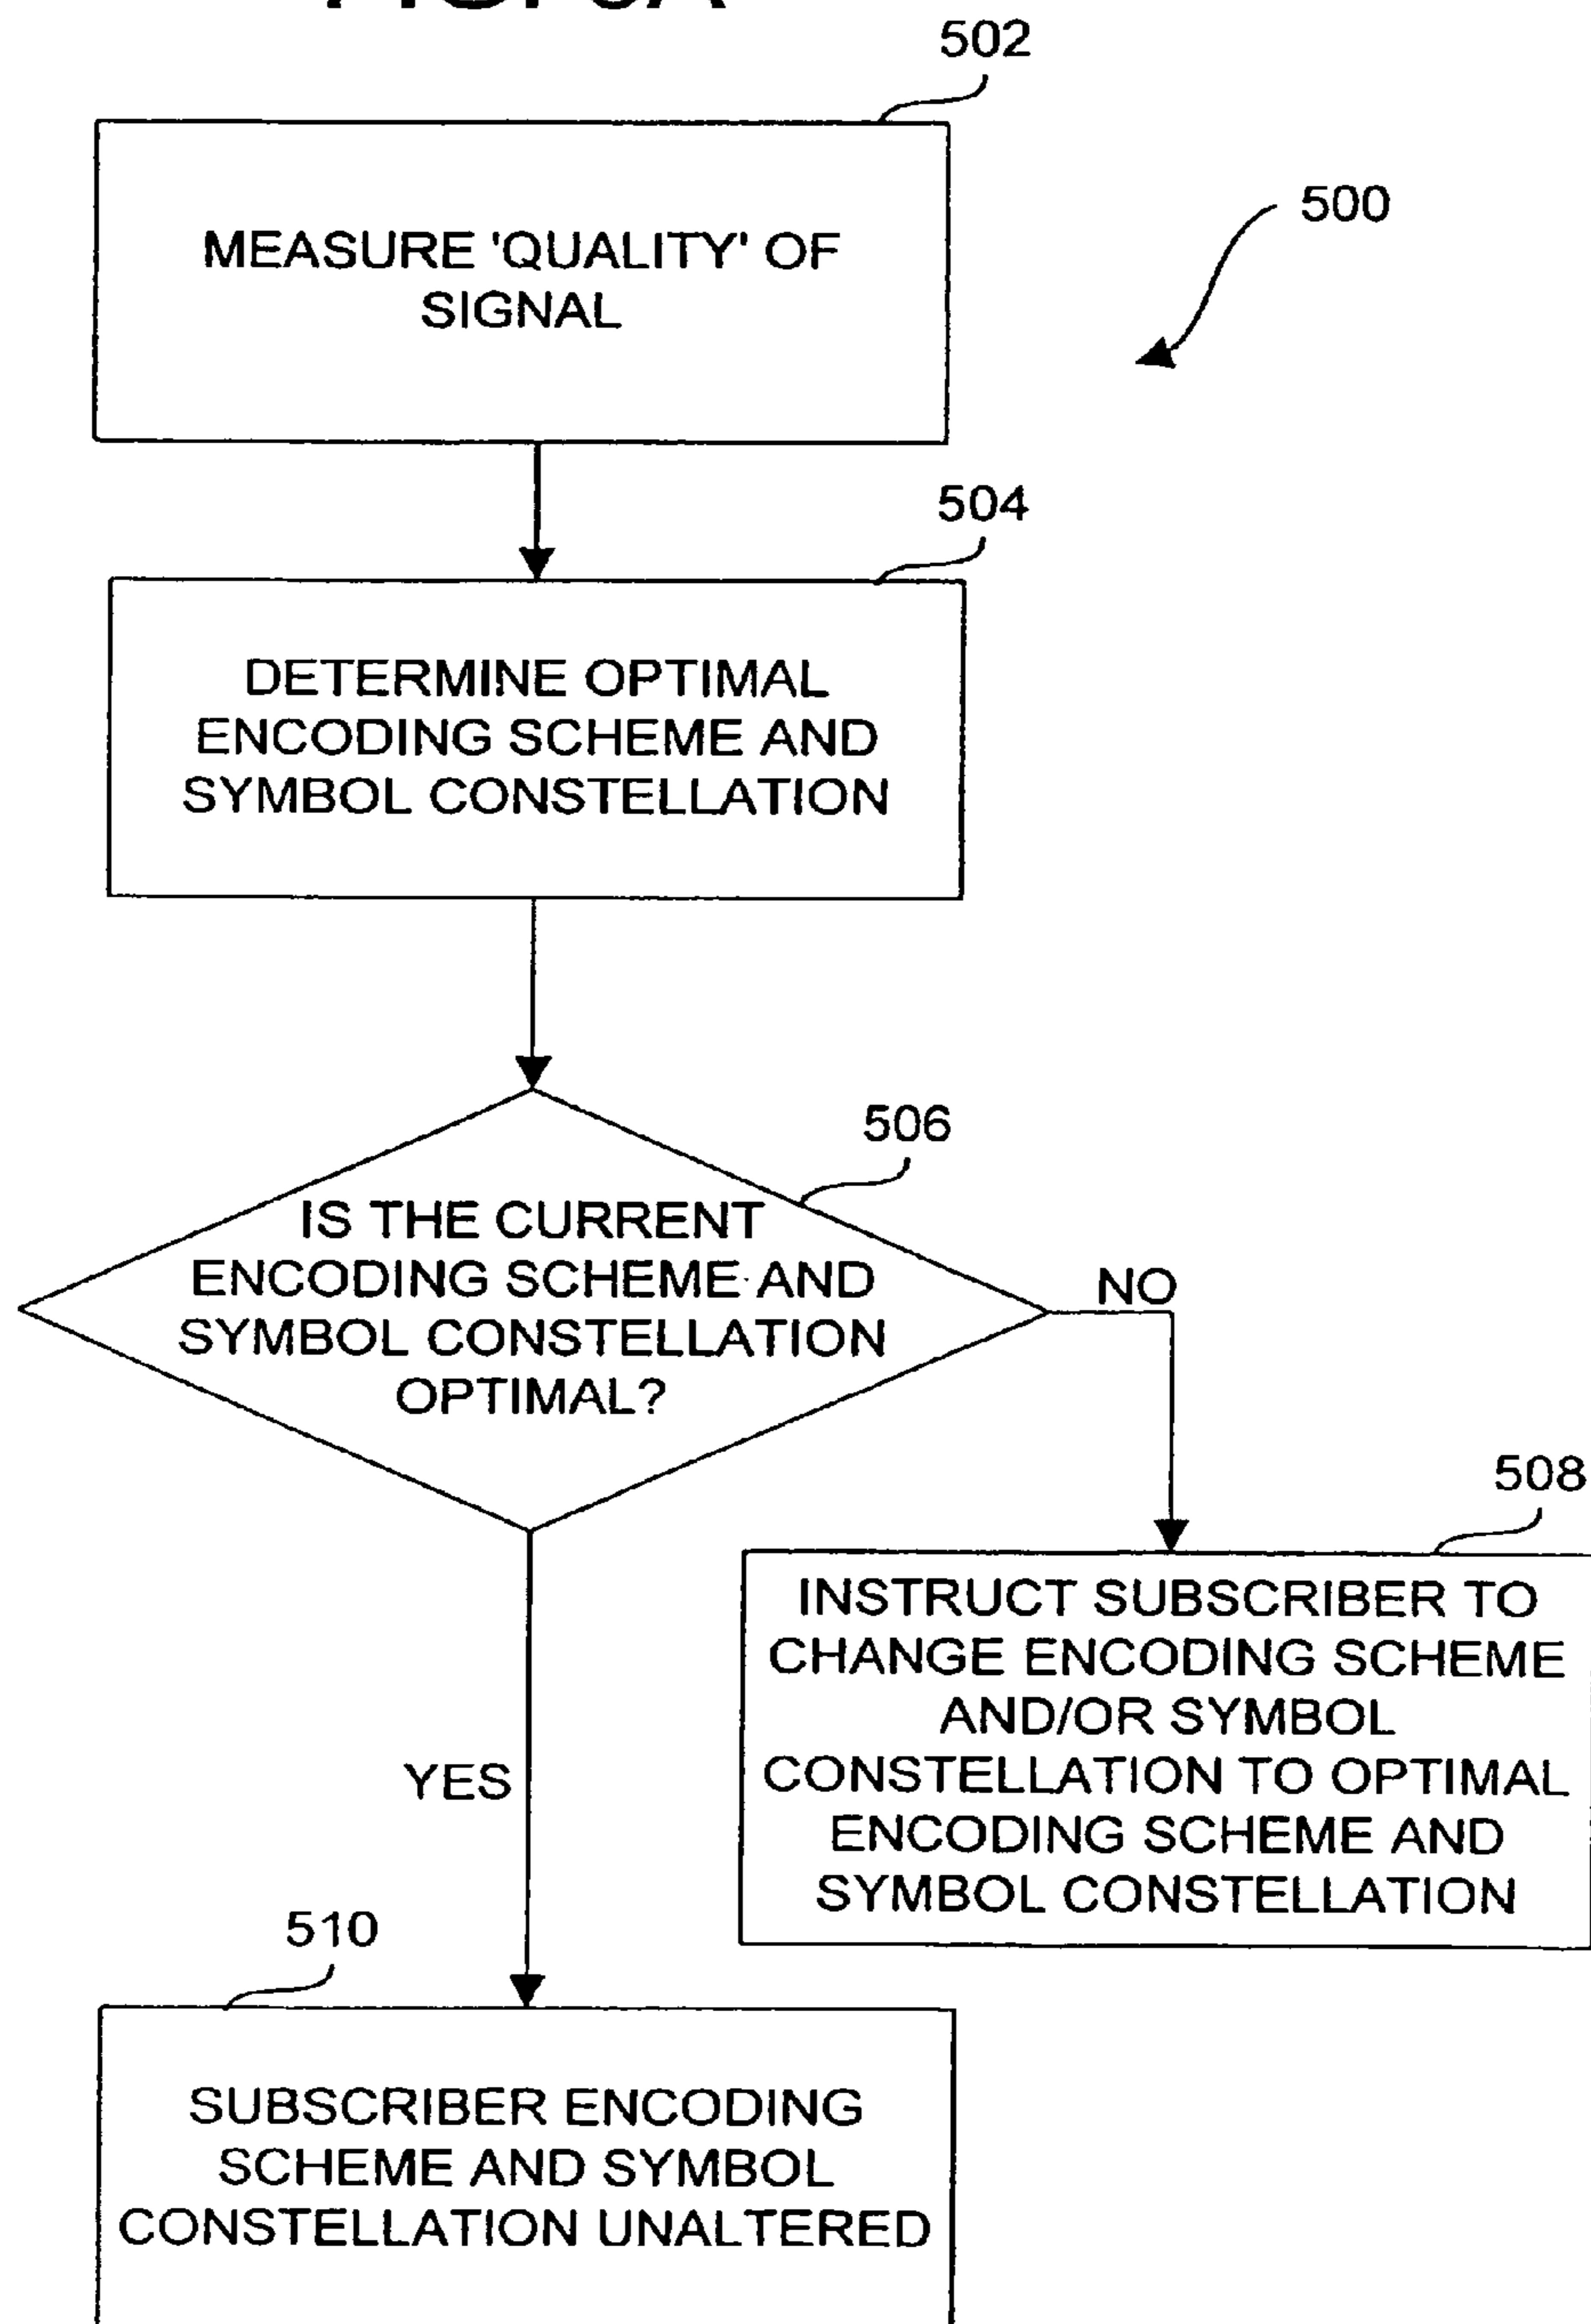 502
500
MEASURE 'QUALITY' OF
SIGNAL
504
DETERMINE OPTIMAL
ENCODING SCHEME AND
SYMBOL CONSTELLATION
506
IS THE CURRENT
ENCODING SCHEME AND
SYMBOL CONSTELLATION
OPTIMAL?
NO
508
INSTRUCT SUBSCRIBER TO
CHANGE ENCODING SCHEME
AND/OR SYMBOL
CONSTELLATION TO OPTIMAL
ENCODING SCHEME AND
SYMBOL CONSTELLATION
YES
510
SUBSCRIBER ENCODING
SCHEME AND SYMBOL
CONSTELLATION UNALTERED